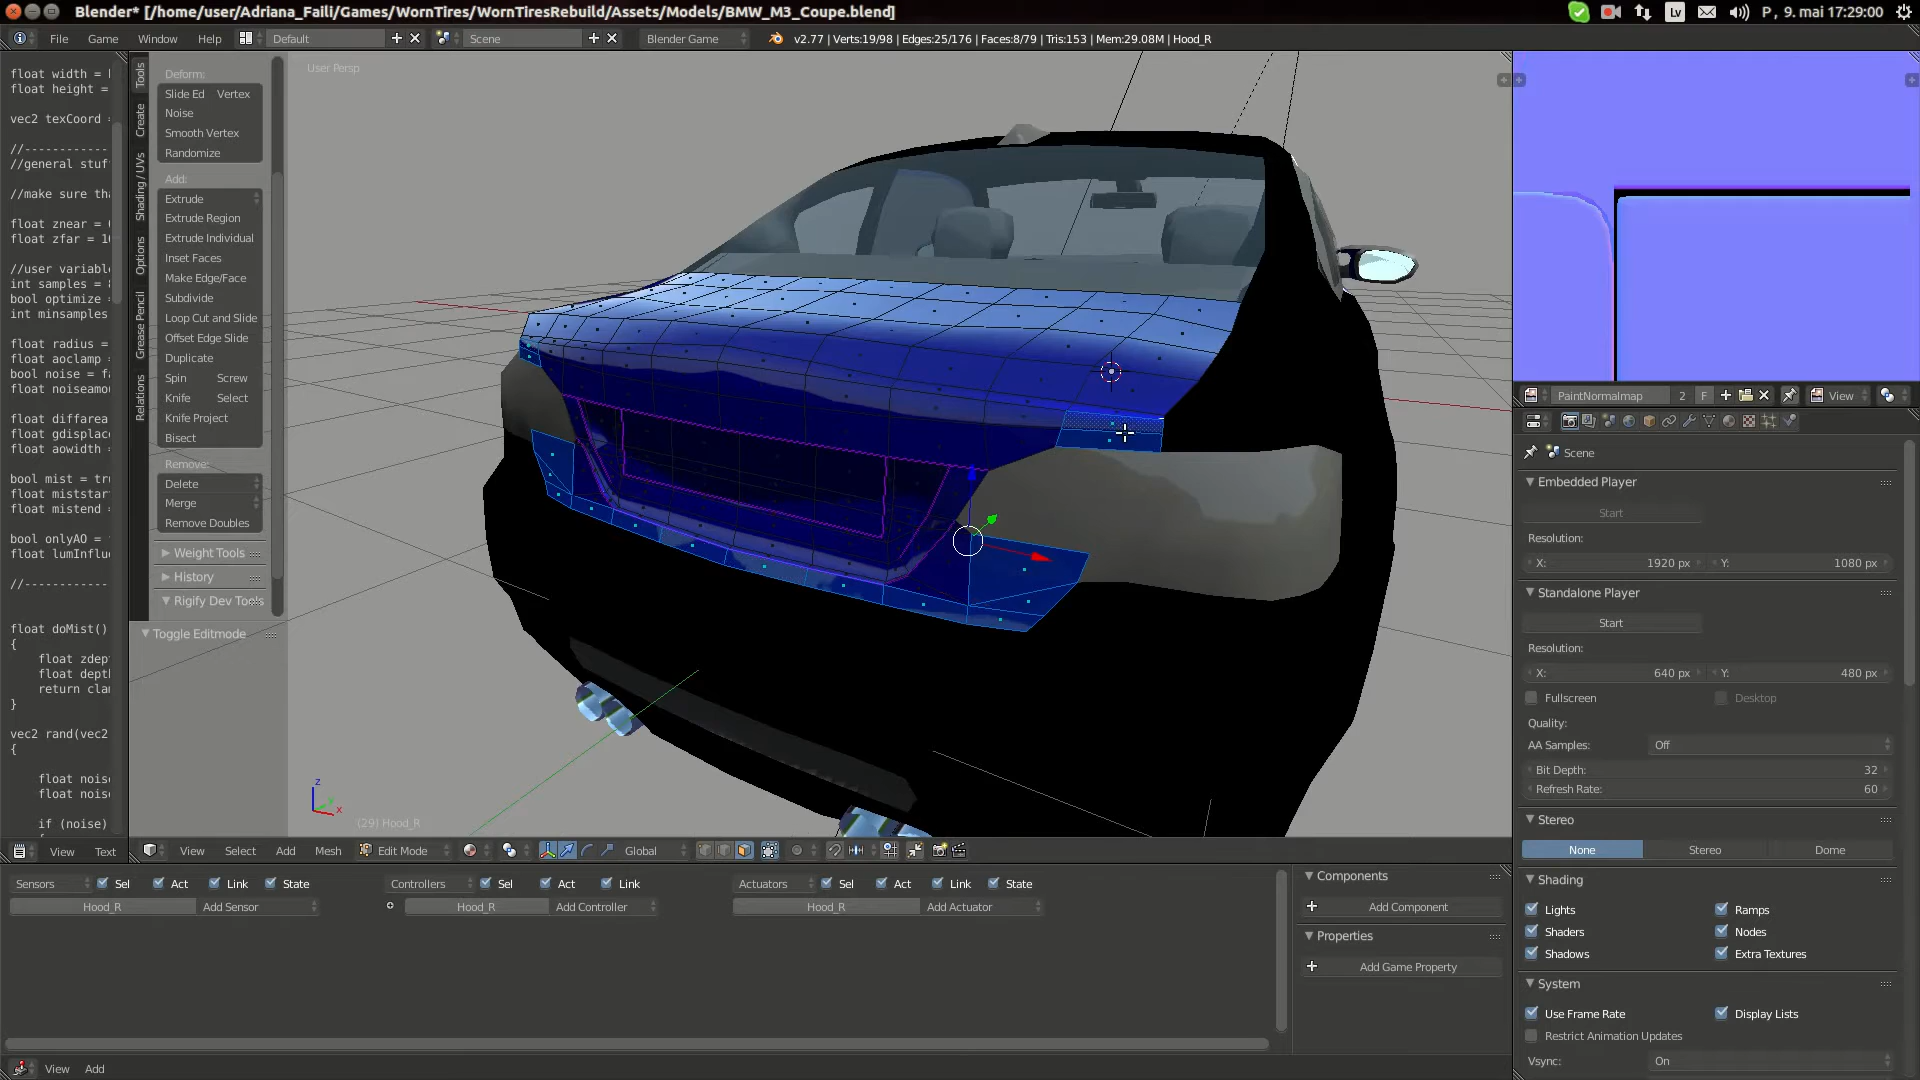 Blender* [/home/user/Adriana_Faili/Games/WornTires/WornTiresRebuild/Assets/Models/BMW_M3_Coupe.blend]
Lv
P , 9. mai 17:29:00
File Game Window Help
Default
Scene
Blender Game
v2.77 | Verts:19/98 | Edges:25/176 | Faces:8/79 | Tris:153 | Mem:29.08M | Hood_R
float width =
float height =
vec2 texCoord =
//------------
//general stuf
//make sure tha
float znear =
float zfar = 1
//user variabl
int samples =
bool optimize =
int minsamples
float radius =
float aoclamp =
bool noise = fa
float noiseamo
float diffarea
float gdisplace
float aowidth =
bool mist = tru
float miststar
float mistend =
bool onlyAO =
float lumInflue
//------------
float doMist()
{
float zdept
float depth
return clam
}
vec2 rand(vec2
{
float noise
float noise
if (noise)
{
View Text
Tools
Create
Shading / UVs
Options
Grease Pencil
Relations
Deform:
Slide Ed Vertex
Noise
Smooth Vertex
Randomize
Add:
Extrude
Extrude Region
Extrude Individual
Inset Faces
Make Edge/Face
Subdivide
Loop Cut and Slide
Offset Edge Slide
Duplicate
Spin Screw
Knife Select
Knife Project
Bisect
Remove:
Delete
Merge
Remove Doubles
Weight Tools
History
Rigify Dev Tools
Toggle Editmode
User Persp
z
x
(29) Hood_R
View Select Add Mesh
Edit Mode
Global
PaintNormalmap
2
F
View
Scene
Embedded Player
Start
Resolution:
X: 1920 px
Y: 1080 px
Standalone Player
Start
Resolution:
X: 640 px
Y: 480 px
Fullscreen
Desktop
Quality:
AA Samples: Off
Bit Depth: 32
Refresh Rate: 60
Stereo
None Stereo Dome
Shading
Lights Ramps
Shaders Nodes
Shadows Extra Textures
System
Use Frame Rate Display Lists
Restrict Animation Updates
Vsync: On
Sensors Sel Act Link State
Hood_R Add Sensor
Controllers Sel Act Link
Hood_R Add Controller
Actuators Sel Act Link State
Hood_R Add Actuator
Components
Add Component
Properties
Add Game Property
View Add